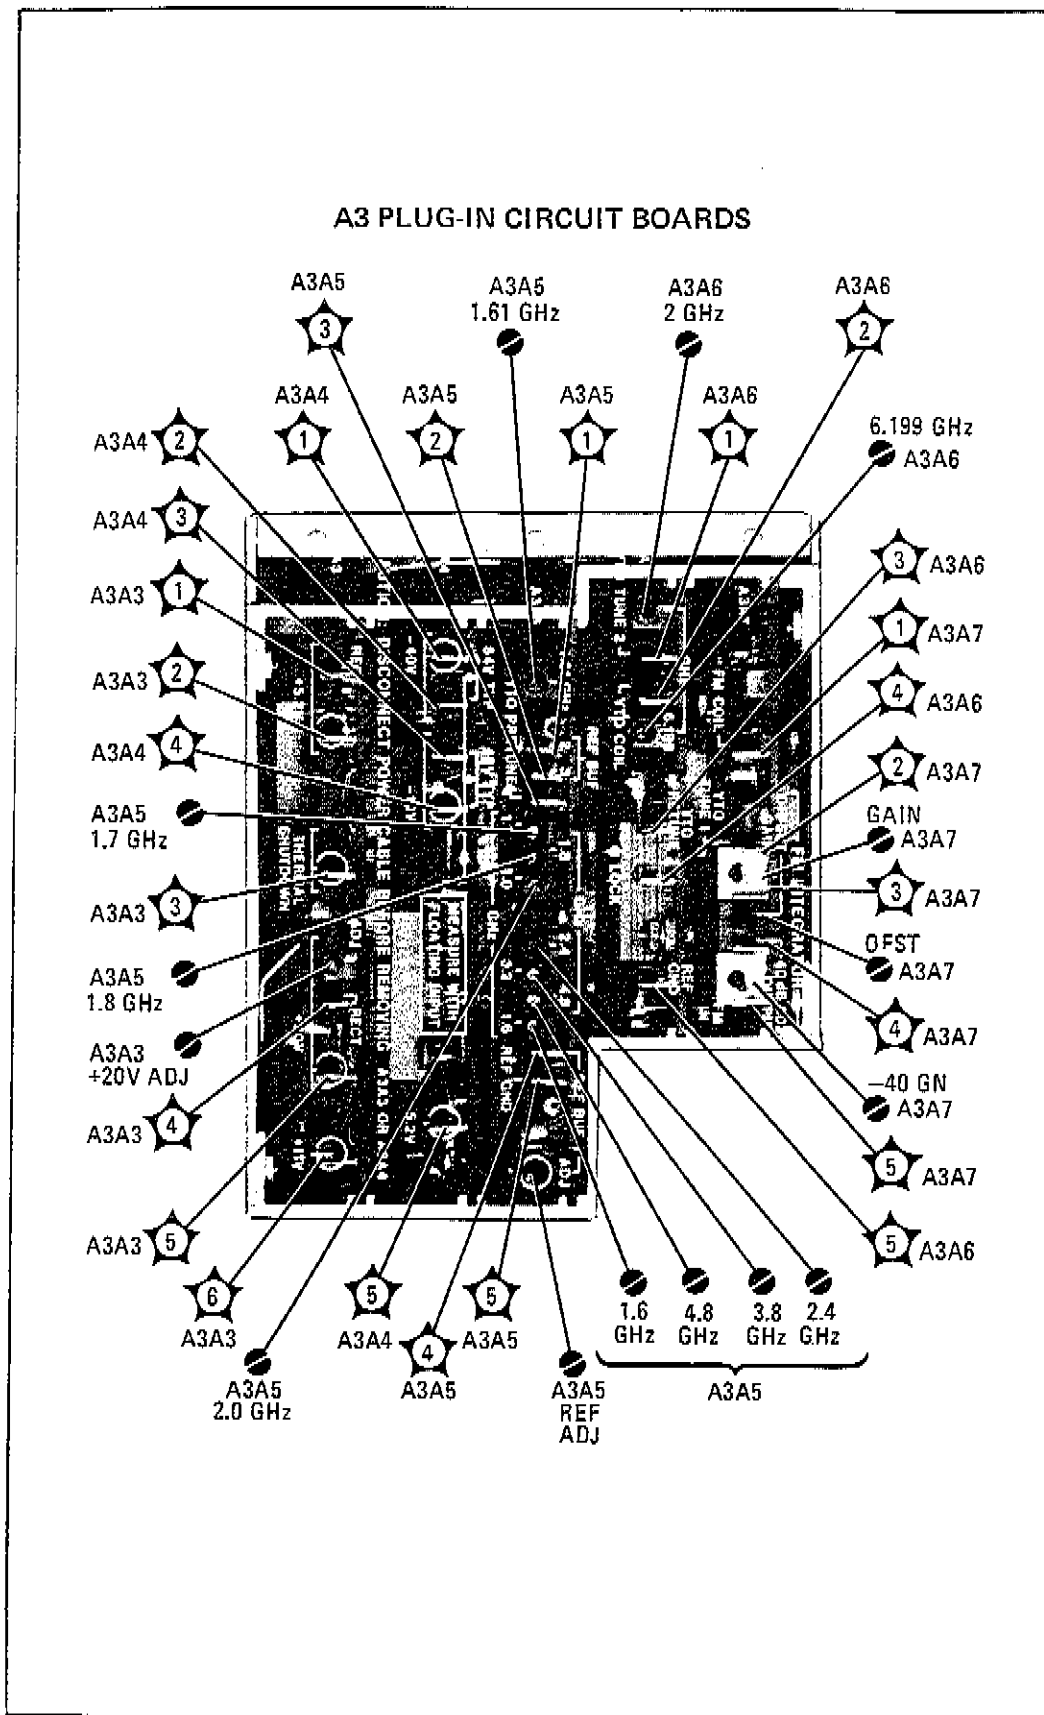 A3 PLUG-IN CIRCUIT BOARDS
A3A5
3
A3A5
1.61 GHz
A3A6
2 GHz
A3A6
2
A3A4
1
A3A5
2
A3A5
1
A3A6
1
6.199 GHz
A3A6
A3A4 2
A3A4 3
A3A3 1
A3A3 2
A3A4 4
A3A5
1.7 GHz
A3A3 3
A3A5
1.8 GHz
A3A3
+20V ADJ
A3A3 4
A3A3 5
3 A3A6
1 A3A7
4 A3A6
2 A3A7
GAIN
A3A7
3 A3A7
OFST
A3A7
4 A3A7
–40 GN
A3A7
5 A3A7
5 A3A6
6
A3A3
A3A5
2.0 GHz
5
A3A4
4
A3A5
5
A3A5
A3A5
REF
ADJ
1.6
GHz
4.8
GHz
3.8
GHz
2.4
GHz
A3A5
DISCONNECT POWER CABLE BEFORE REMOVING A3A3 OR A3A4
MEASURE WITH
FLOATING
THERMAL
SHUTDOWN
-40V
-5.2V
REF GND
ADJ
YTO
FM COIL
YTO COIL